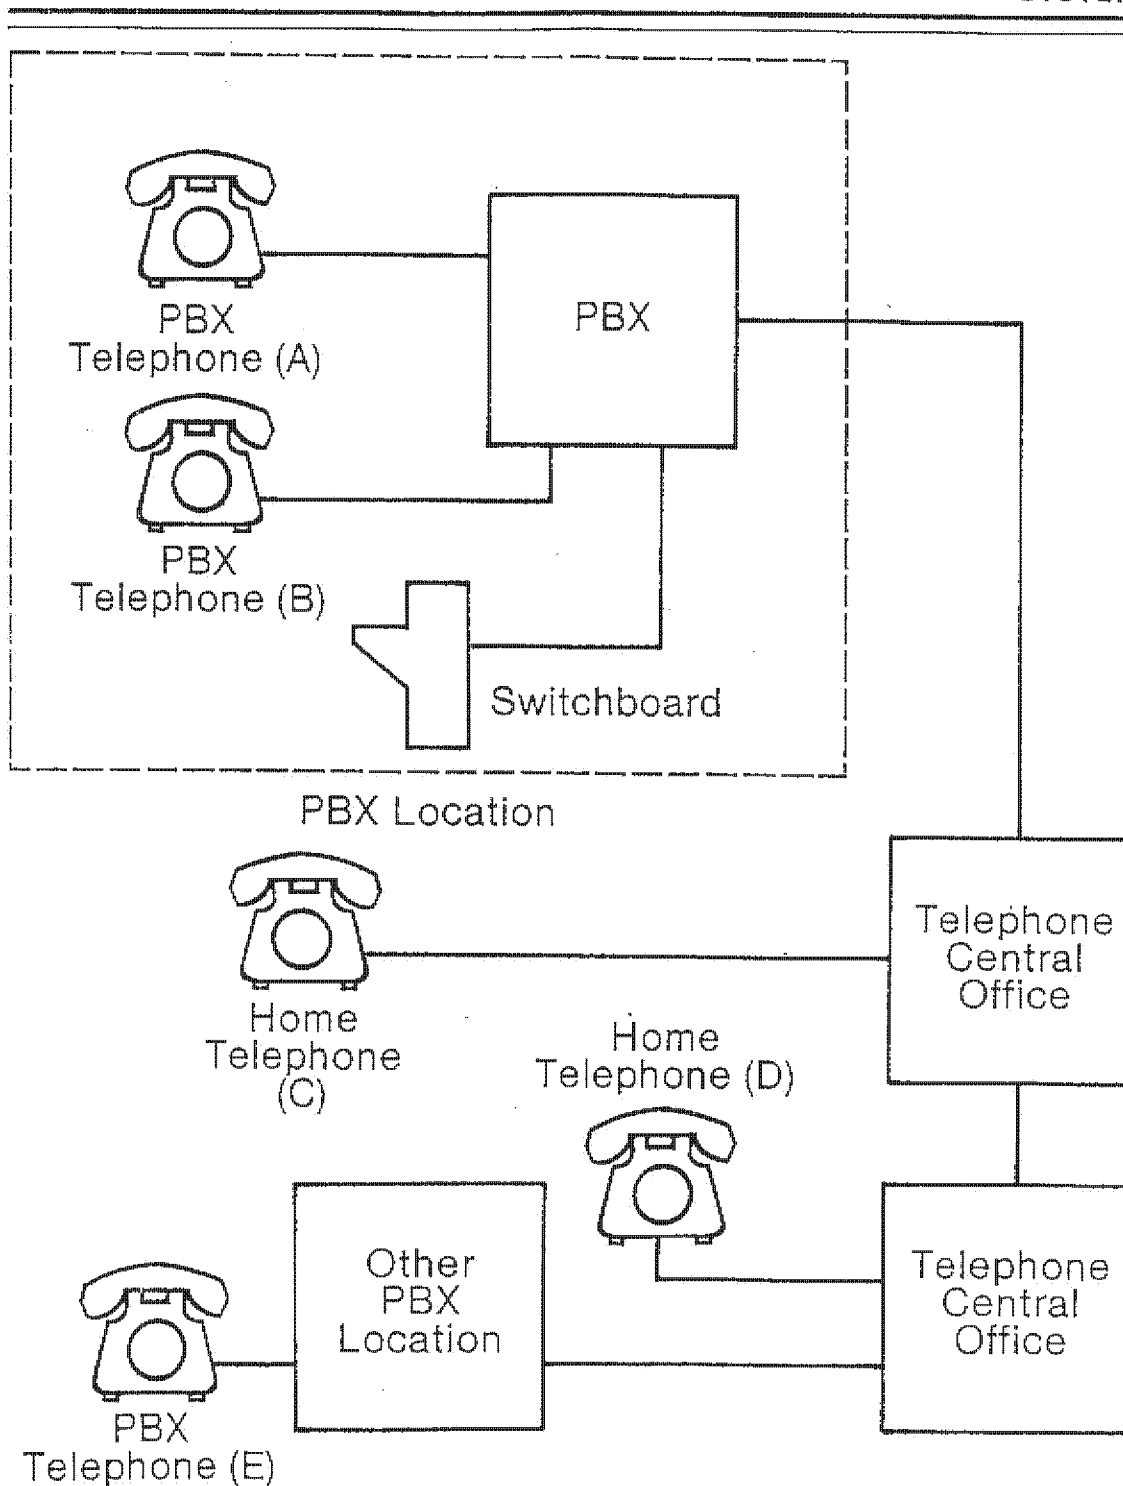 PBX
Telephone (A)
PBX
PBX
Telephone (B)
Switchboard
PBX Location
Telephone
Central
Office
Home
Telephone
(C)
Home
Telephone (D)
Other
PBX
Location
Telephone
Central
Office
PBX
Telephone (E)